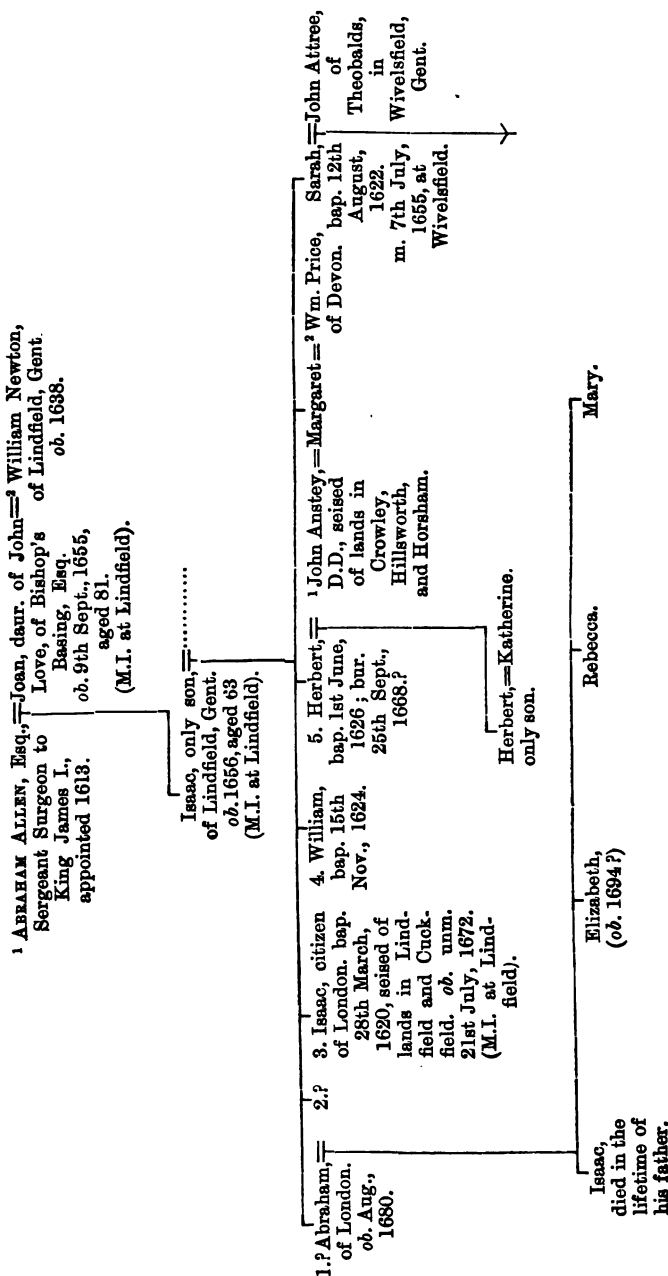 ¹ ABRAHAM ALLEN, Esq.,
Sergeant Surgeon to
King James I.,
appointed 1613.
=Joan, daur. of John
Love, of Bishop's
Basing, Esq.
ob. 9th Sept., 1655,
aged 81.
(M.I. at Lindfield).
=² William Newton,
of Lindfield, Gent.
ob. 1638.
Isaac, only son,=............
of Lindfield, Gent.
ob. 1656, aged 63
(M.I. at Lindfield).
1.? Abraham,=
of London.
ob. Aug.,
1680.
2.?
3. Isaac, citizen
of London. bap.
28th March,
1620, seised of
lands in Lind-
field and Cuck-
field. ob. unm.
21st July, 1672.
(M.I. at Lind-
field).
4. William,
bap. 15th
Nov., 1624.
5. Herbert,=
bap. 1st June,
1626; bur.
25th Sept.,
1668.?
¹ John Anstey,=Margaret=² Wm. Price,
D.D., seised
of lands in
Crowley,
Hillsworth,
and Horsham.
of Devon.
Sarah,=John Attree,
bap. 12th
August,
1622.
m. 7th July,
1655, at
Wivelsfield.
of
Theobalds,
in
Wivelsfield,
Gent.
Herbert,=Katherine.
only son.
Isaac,
died in the
lifetime of
his father.
Elizabeth,
(ob. 1694?)
Rebecca.
Mary.